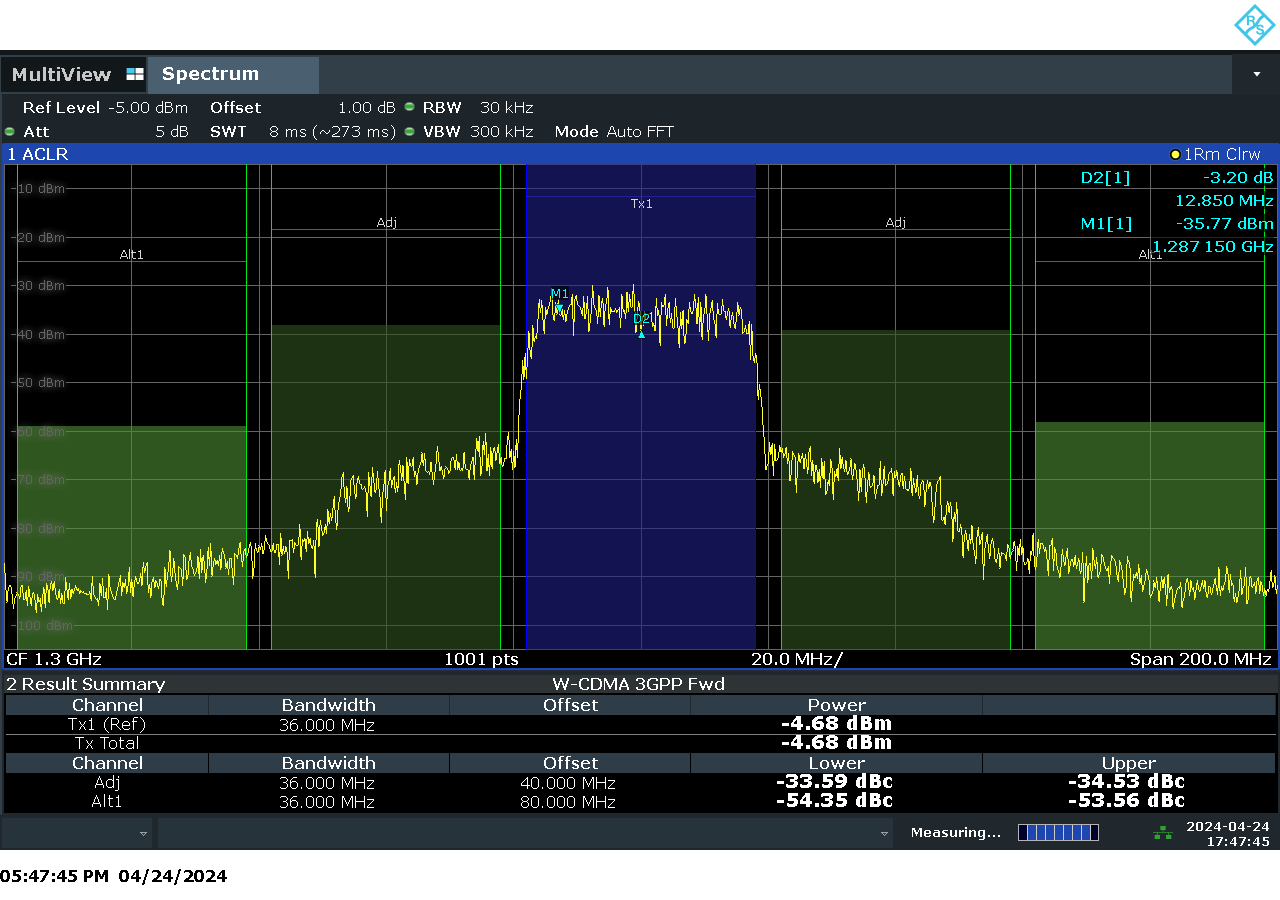 R S
MultiView Spectrum
Ref Level -5.00 dBm Offset 1.00 dB RBW 30 kHz
Att 5 dB SWT 8 ms (~273 ms) VBW 300 kHz Mode Auto FFT
1 ACLR 1Rm Clrw
D2[1] -3.20 dB
12.850 MHz
M1[1] -35.77 dBm
1.287 150 GHz
-10 dBm
Tx1
Adj Adj
-20 dBm
Alt1 Alt1
-30 dBm
M1
D2
-40 dBm
-50 dBm
-60 dBm
-70 dBm
-80 dBm
-90 dBm
-100 dBm
CF 1.3 GHz 1001 pts 20.0 MHz/ Span 200.0 MHz
2 Result Summary W-CDMA 3GPP Fwd
Channel Bandwidth Offset Power
Tx1 (Ref) 36.000 MHz -4.68 dBm
Tx Total -4.68 dBm
Channel Bandwidth Offset Lower Upper
Adj 36.000 MHz 40.000 MHz -33.59 dBc -34.53 dBc
Alt1 36.000 MHz 80.000 MHz -54.35 dBc -53.56 dBc
Measuring... 2024-04-24
17:47:45
05:47:45 PM 04/24/2024